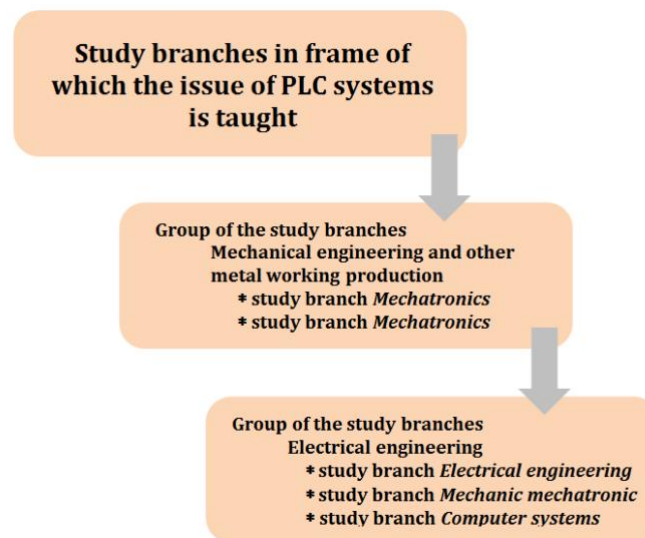 Study branches in frame of
which the issue of PLC systems
is taught
Group of the study branches
Mechanical engineering and other
metal working production
* study branch Mechatronics
* study branch Mechatronics
Group of the study branches
Electrical engineering
* study branch Electrical engineering
* study branch Mechanic mechatronic
* study branch Computer systems